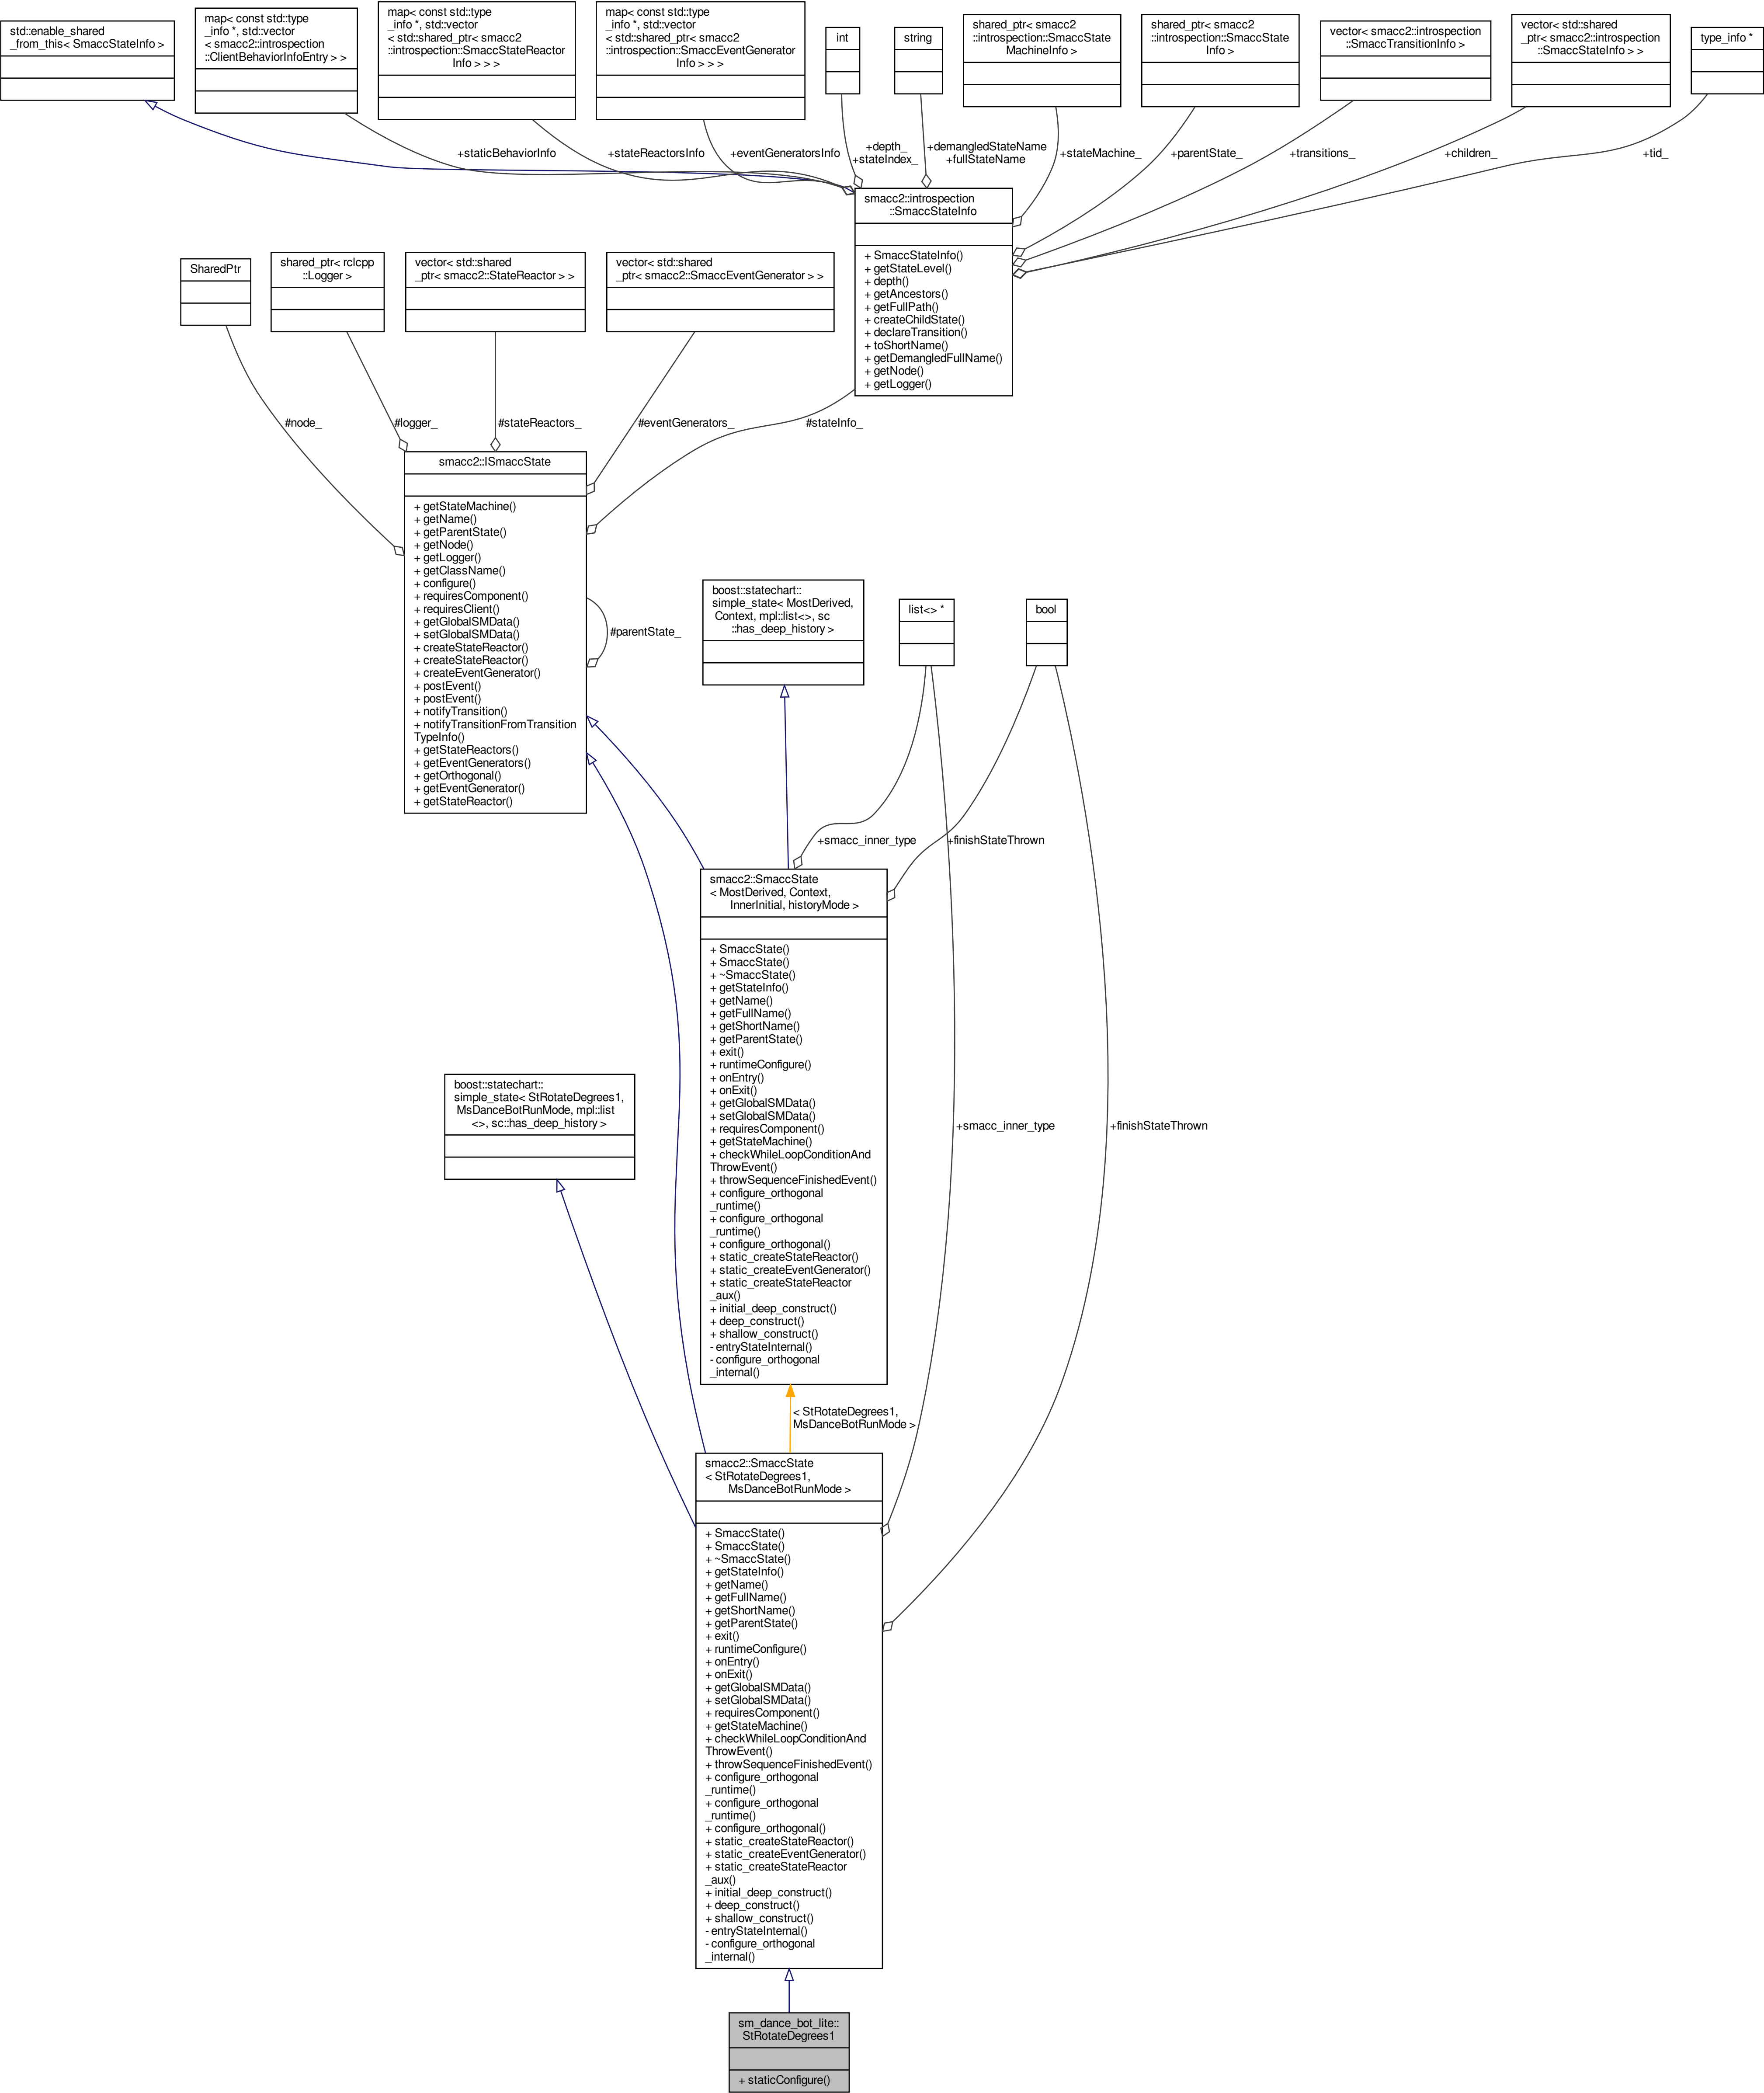 std::enable_shared
_from_this< SmaccStateInfo >
map< const std::type
_info *, std::vector
< smacc2::introspection
::ClientBehaviorInfoEntry > >
map< const std::type
_info *, std::vector
< std::shared_ptr< smacc2
::introspection::SmaccStateReactor
Info > > >
map< const std::type
_info *, std::vector
< std::shared_ptr< smacc2
::introspection::SmaccEventGenerator
Info > > >
int
string
shared_ptr< smacc2
::introspection::SmaccState
MachineInfo >
shared_ptr< smacc2
::introspection::SmaccState
Info >
vector< smacc2::introspection
::SmaccTransitionInfo >
vector< std::shared
_ptr< smacc2::introspection
::SmaccStateInfo > >
type_info *
+staticBehaviorInfo
+stateReactorsInfo
+eventGeneratorsInfo
+depth_
+stateIndex_
+demangledStateName
+fullStateName
+stateMachine_
+parentState_
+transitions_
+children_
+tid_
smacc2::introspection
::SmaccStateInfo
+ SmaccStateInfo()
+ getStateLevel()
+ depth()
+ getAncestors()
+ getFullPath()
+ createChildState()
+ declareTransition()
+ toShortName()
+ getDemangledFullName()
+ getNode()
+ getLogger()
SharedPtr
shared_ptr< rclcpp
::Logger >
vector< std::shared
_ptr< smacc2::StateReactor > >
vector< std::shared
_ptr< smacc2::SmaccEventGenerator > >
#node_
#logger_
#stateReactors_
#eventGenerators_
#stateInfo_
smacc2::ISmaccState
+ getStateMachine()
+ getName()
+ getParentState()
+ getNode()
+ getLogger()
+ getClassName()
+ configure()
+ requiresComponent()
+ requiresClient()
+ getGlobalSMData()
+ setGlobalSMData()
+ createStateReactor()
+ createStateReactor()
+ createEventGenerator()
+ postEvent()
+ postEvent()
+ notifyTransition()
+ notifyTransitionFromTransition
TypeInfo()
+ getStateReactors()
+ getEventGenerators()
+ getOrthogonal()
+ getEventGenerator()
+ getStateReactor()
#parentState_
boost::statechart::
simple_state< MostDerived,
Context, mpl::list<>, sc
::has_deep_history >
list<> *
bool
+smacc_inner_type
+finishStateThrown
smacc2::SmaccState
< MostDerived, Context,
InnerInitial, historyMode >
+ SmaccState()
+ SmaccState()
+ ~SmaccState()
+ getStateInfo()
+ getName()
+ getFullName()
+ getShortName()
+ getParentState()
+ exit()
+ runtimeConfigure()
+ onEntry()
+ onExit()
+ getGlobalSMData()
+ setGlobalSMData()
+ requiresComponent()
+ getStateMachine()
+ checkWhileLoopConditionAnd
ThrowEvent()
+ throwSequenceFinishedEvent()
+ configure_orthogonal
_runtime()
+ configure_orthogonal
_runtime()
+ configure_orthogonal()
+ static_createStateReactor()
+ static_createEventGenerator()
+ static_createStateReactor
_aux()
+ initial_deep_construct()
+ deep_construct()
+ shallow_construct()
- entryStateInternal()
- configure_orthogonal
_internal()
boost::statechart::
simple_state< StRotateDegrees1,
MsDanceBotRunMode, mpl::list
<>, sc::has_deep_history >
+smacc_inner_type
+finishStateThrown
< StRotateDegrees1,
MsDanceBotRunMode >
smacc2::SmaccState
< StRotateDegrees1,
MsDanceBotRunMode >
+ SmaccState()
+ SmaccState()
+ ~SmaccState()
+ getStateInfo()
+ getName()
+ getFullName()
+ getShortName()
+ getParentState()
+ exit()
+ runtimeConfigure()
+ onEntry()
+ onExit()
+ getGlobalSMData()
+ setGlobalSMData()
+ requiresComponent()
+ getStateMachine()
+ checkWhileLoopConditionAnd
ThrowEvent()
+ throwSequenceFinishedEvent()
+ configure_orthogonal
_runtime()
+ configure_orthogonal
_runtime()
+ configure_orthogonal()
+ static_createStateReactor()
+ static_createEventGenerator()
+ static_createStateReactor
_aux()
+ initial_deep_construct()
+ deep_construct()
+ shallow_construct()
- entryStateInternal()
- configure_orthogonal
_internal()
sm_dance_bot_lite::
StRotateDegrees1
+ staticConfigure()